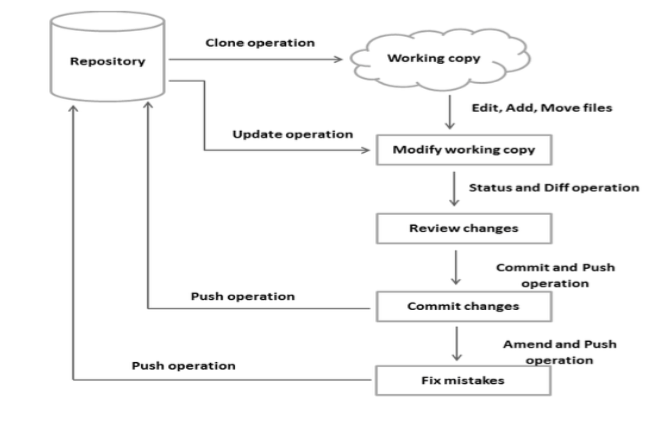 Clone operation
Repository
Working copy
Edit, Add, Move files
Update operation
Modify working copy
Status and Diff operation
Review changes
Commit and Push
operation
Push operation
Commit changes
Amend and Push
operation
Push operation
Fix mistakes